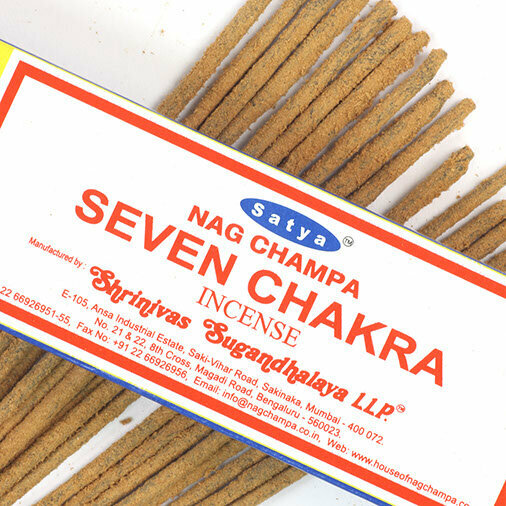 Satya™
NAG CHAMPA
SEVEN CHAKRA
INCENSE
Manufactured by :
Shrinivas Sugandhalaya LLP.™
E-105, Ansa Industrial Estate, Saki-Vihar Road, Sakinaka, Mumbai - 400 072.
No. 21 & 22, 8th Cross, Magadi Road, Bengaluru - 560023.
22 66926951-55, Fax No: +91 22 66926956, Email: info@nagchampa.co.in, Web: www.houseofnagchampa.co